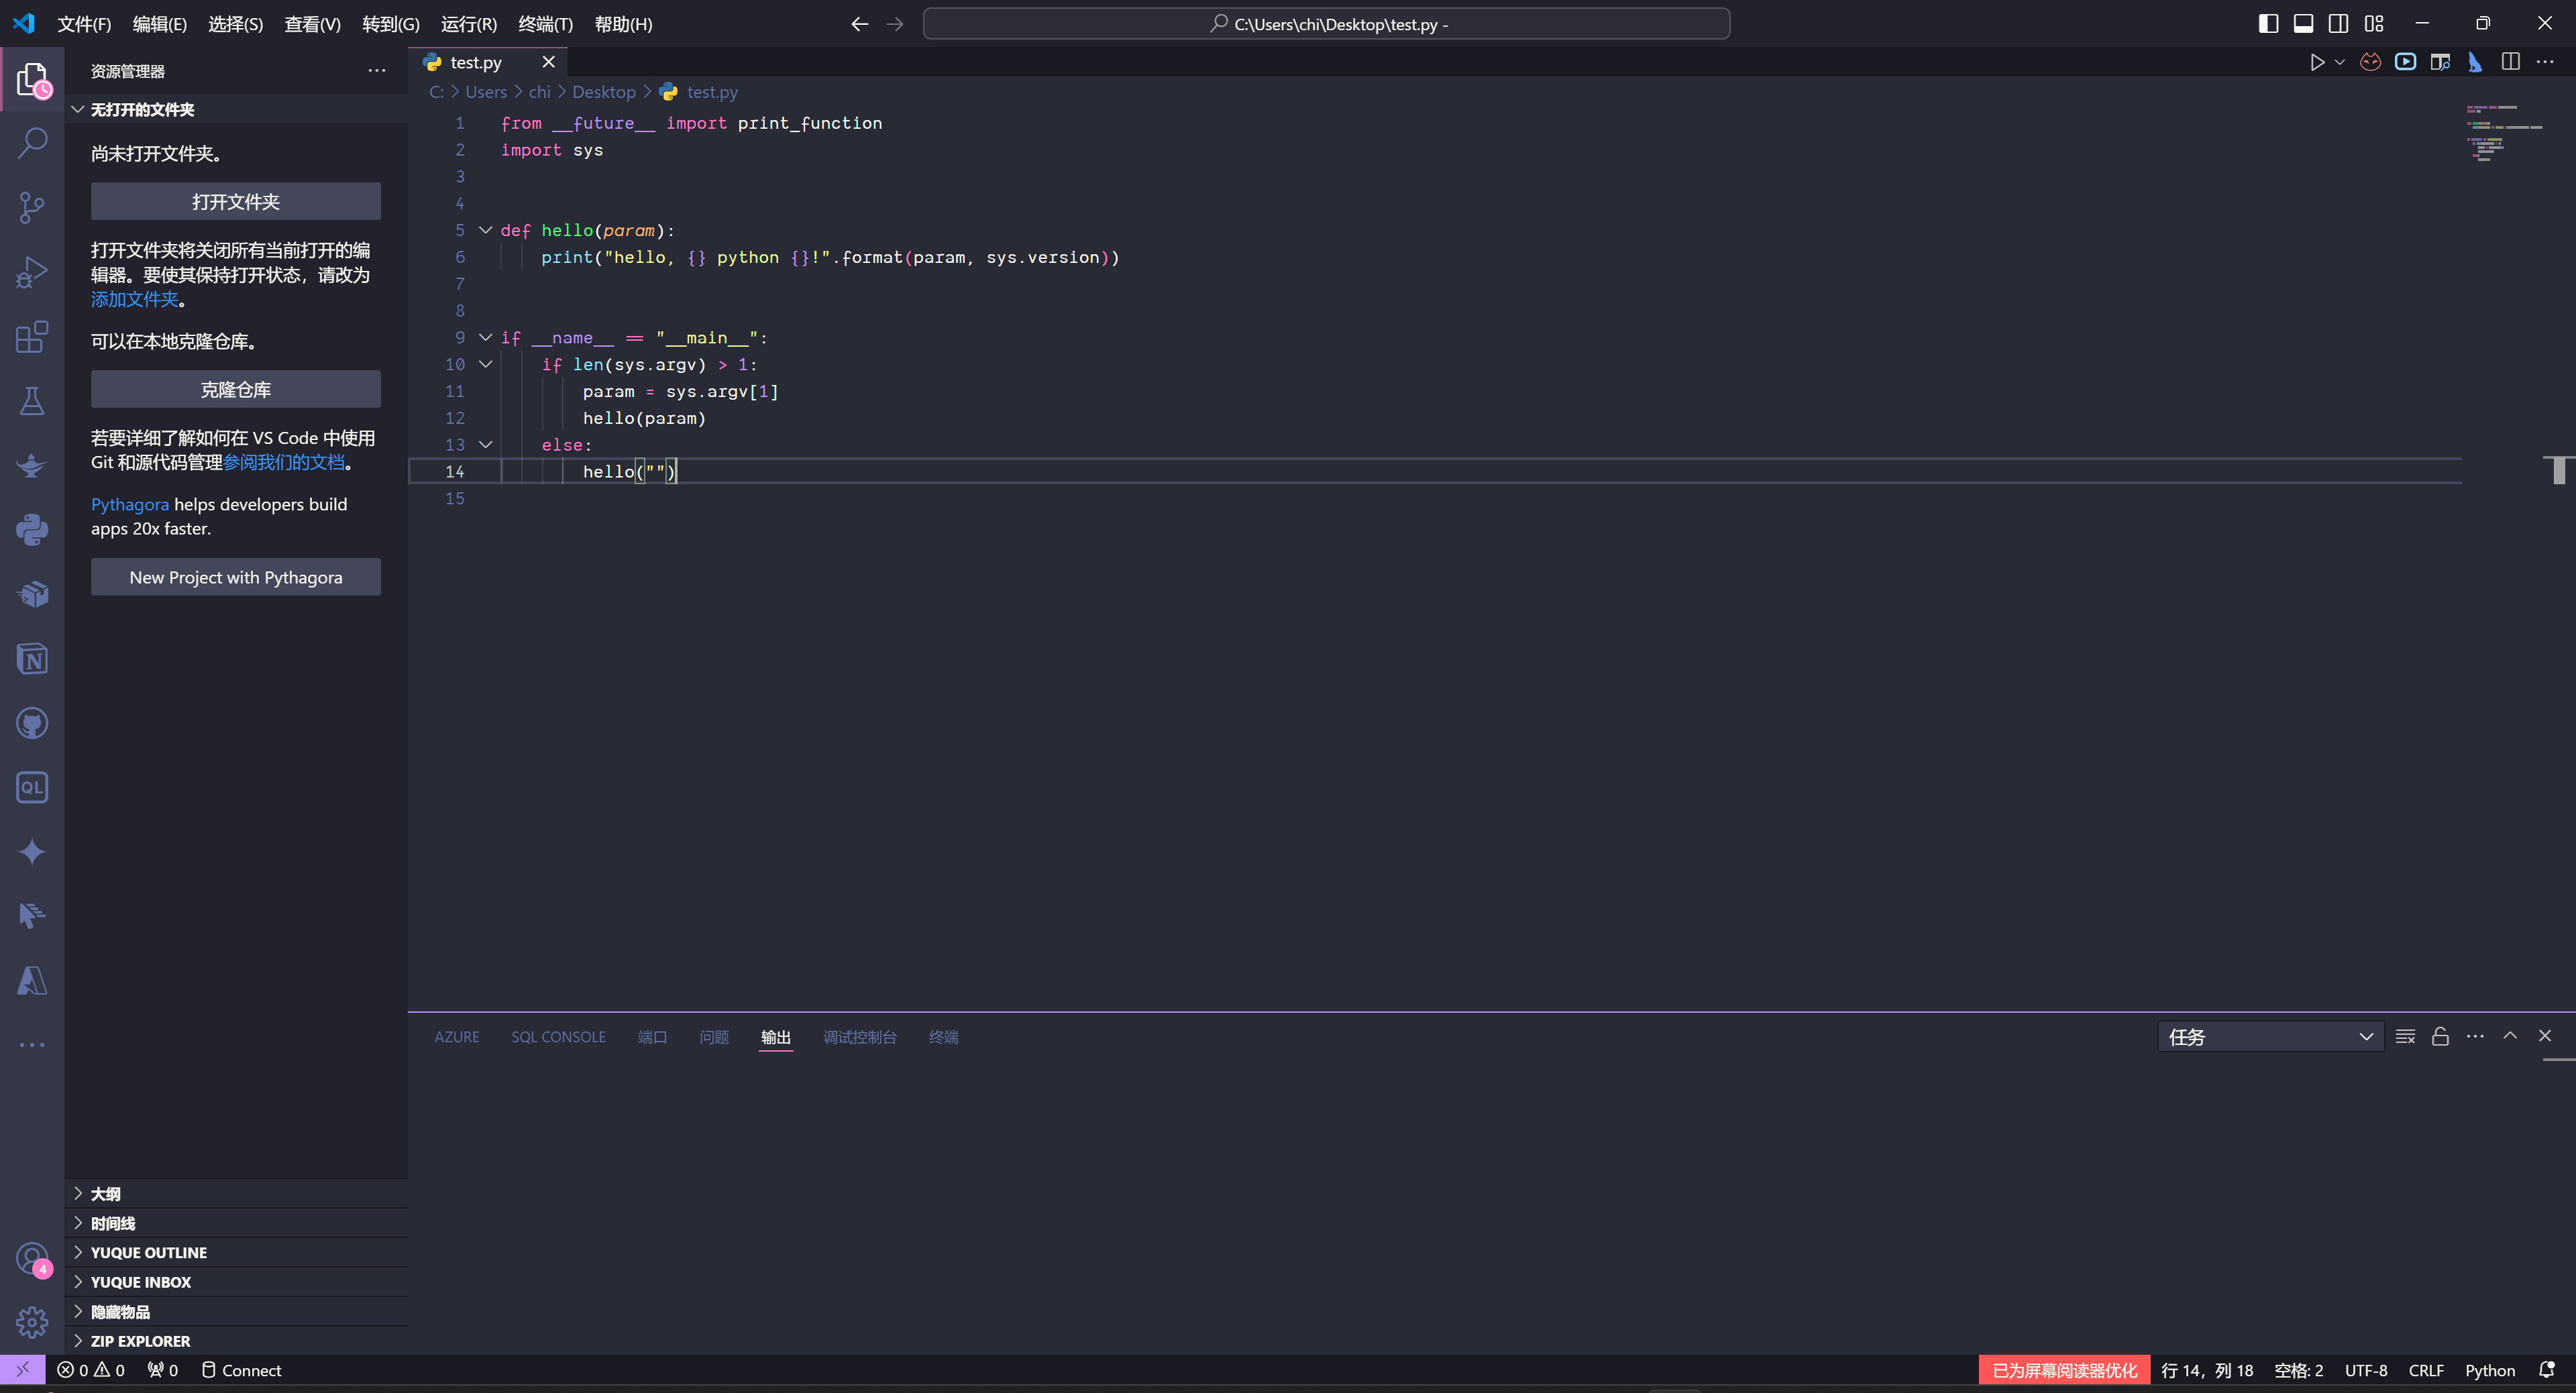 文件(F) 编辑(E) 选择(S) 查看(V) 转到(G) 运行(R) 终端(T) 帮助(H)
C:\Users\chi\Desktop\test.py -
资源管理器
无打开的文件夹
尚未打开文件夹。
打开文件夹
打开文件夹将关闭所有当前打开的编
辑器。要使其保持打开状态，请改为
添加文件夹。
可以在本地克隆仓库。
克隆仓库
若要详细了解如何在 VS Code 中使用
Git 和源代码管理参阅我们的文档。
Pythagora helps developers build
apps 20x faster.
New Project with Pythagora
N
QL
4
大纲
时间线
YUQUE OUTLINE
YUQUE INBOX
隐藏物品
ZIP EXPLORER
test.py
C: > Users > chi > Desktop > test.py
1 from __future__ import print_function
2 import sys
3
4
5 def hello(param):
6 print("hello, {} python {}!".format(param, sys.version))
7
8
9 if __name__ == "__main__":
10 if len(sys.argv) > 1:
11 param = sys.argv[1]
12 hello(param)
13 else:
14 hello("")
15
AZURE SQL CONSOLE 端口 问题 输出 调试控制台 终端
任务
0 0 0 Connect
已为屏幕阅读器优化 行 14，列 18 空格: 2 UTF-8 CRLF Python